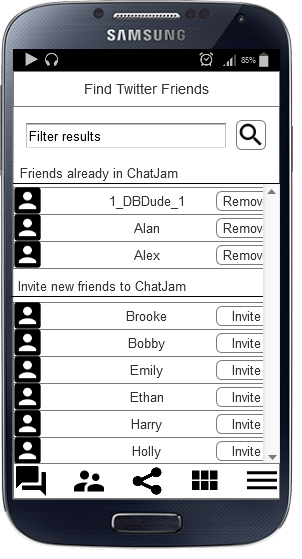 SAMSUNG
85%
Find Twitter Friends
Filter results
Friends already in ChatJam
1_DBDude_1 Remov
Alan Remov
Alex Remov
Invite new friends to ChatJam
Brooke Invite
Bobby Invite
Emily Invite
Ethan Invite
Harry Invite
Holly Invite